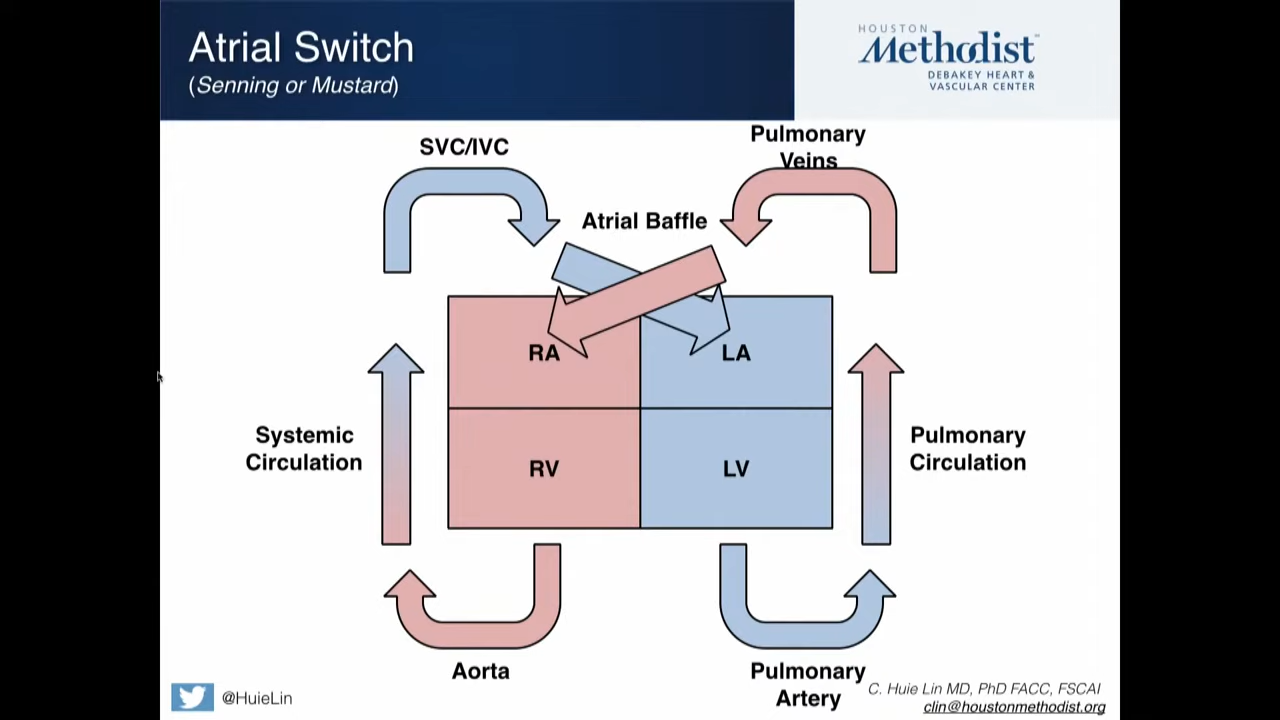 Atrial Switch
(Senning or Mustard)
HOUSTON
Methodist
DEBAKEY HEART &
VASCULAR CENTER
SVC/IVC
Pulmonary
Veins
Atrial Baffle
RA
LA
Systemic
Circulation
RV
LV
Pulmonary
Circulation
Aorta
Pulmonary
Artery
@HuieLin
C. Huie Lin MD, PhD FACC, FSCAI
clin@houstonmethodist.org